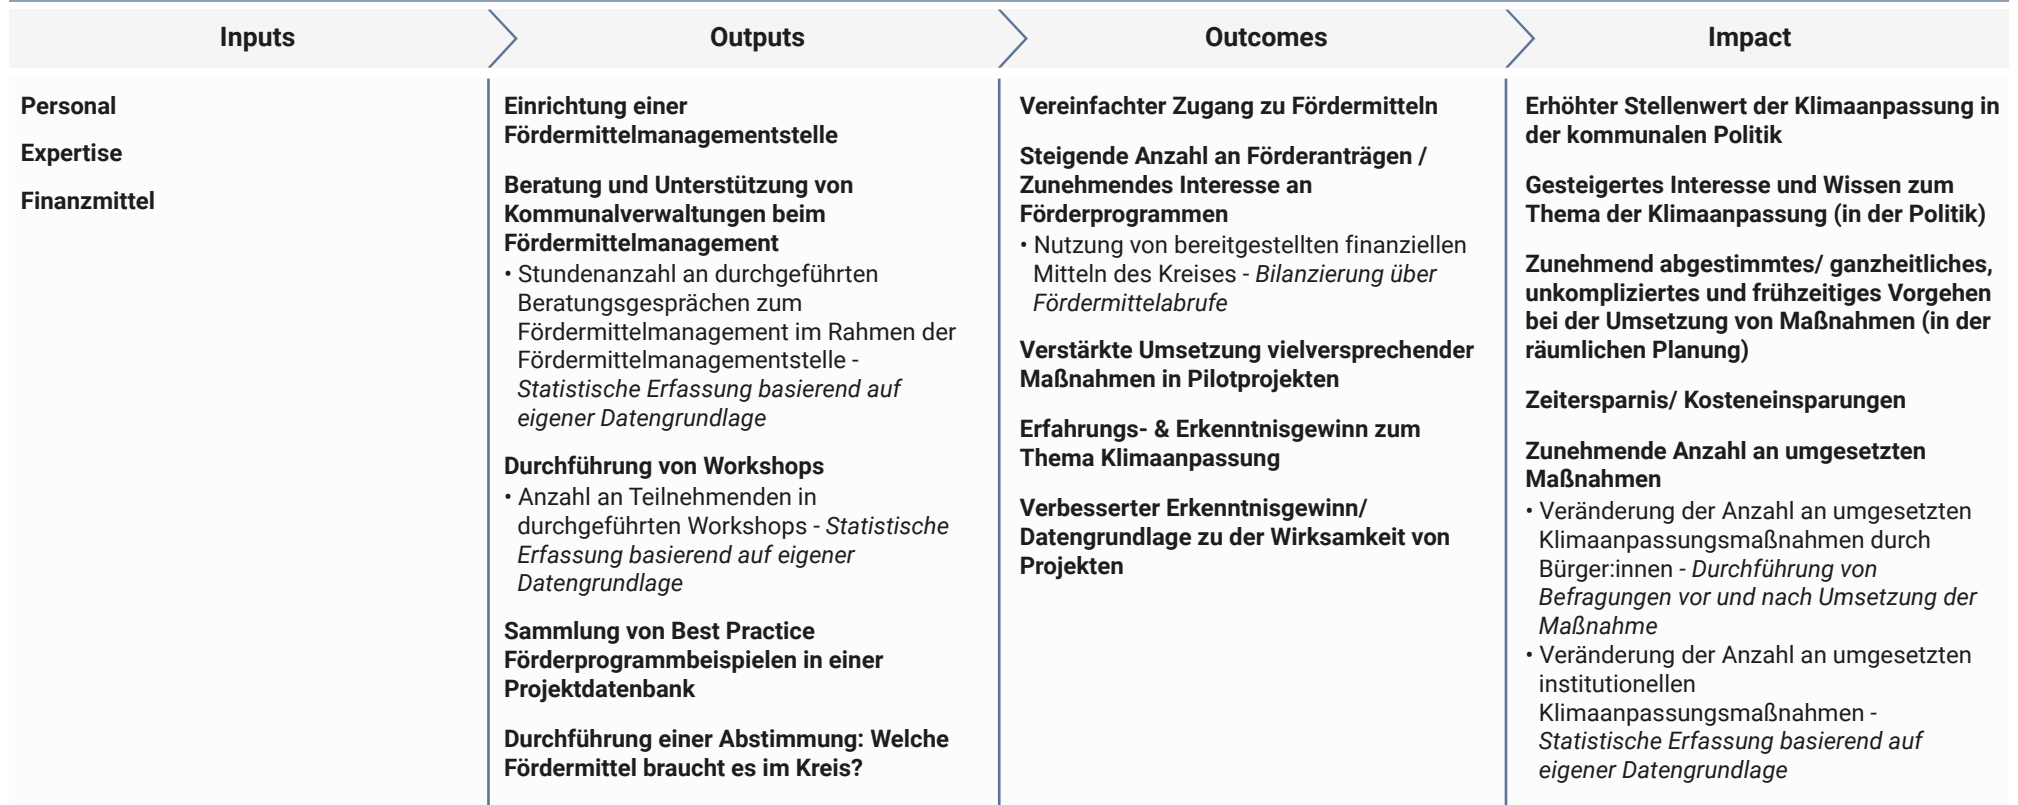 Inputs
Outputs
Outcomes
Impact
Personal
Expertise
Finanzmittel
Einrichtung einer
Fördermittelmanagementstelle
Beratung und Unterstützung von
Kommunalverwaltungen beim
Fördermittelmanagement
• Stundenanzahl an durchgeführten
Beratungsgesprächen zum
Fördermittelmanagement im Rahmen der
Fördermittelmanagementstelle -
Statistische Erfassung basierend auf
eigener Datengrundlage
Durchführung von Workshops
• Anzahl an Teilnehmenden in
durchgeführten Workshops - Statistische
Erfassung basierend auf eigener
Datengrundlage
Sammlung von Best Practice
Förderprogrammbeispielen in einer
Projektdatenbank
Durchführung einer Abstimmung: Welche
Fördermittel braucht es im Kreis?
Vereinfachter Zugang zu Fördermitteln
Steigende Anzahl an Förderanträgen /
Zunehmendes Interesse an
Förderprogrammen
• Nutzung von bereitgestellten finanziellen
Mitteln des Kreises - Bilanzierung über
Fördermittelabrufe
Verstärkte Umsetzung vielversprechender
Maßnahmen in Pilotprojekten
Erfahrungs- & Erkenntnisgewinn zum
Thema Klimaanpassung
Verbesserter Erkenntnisgewinn/
Datengrundlage zu der Wirksamkeit von
Projekten
Erhöhter Stellenwert der Klimaanpassung in
der kommunalen Politik
Gesteigertes Interesse und Wissen zum
Thema der Klimaanpassung (in der Politik)
Zunehmend abgestimmtes/ ganzheitliches,
unkompliziertes und frühzeitiges Vorgehen
bei der Umsetzung von Maßnahmen (in der
räumlichen Planung)
Zeitersparnis/ Kosteneinsparungen
Zunehmende Anzahl an umgesetzten
Maßnahmen
• Veränderung der Anzahl an umgesetzten
Klimaanpassungsmaßnahmen durch
Bürger:innen - Durchführung von
Befragungen vor und nach Umsetzung der
Maßnahme
• Veränderung der Anzahl an umgesetzten
institutionellen
Klimaanpassungsmaßnahmen -
Statistische Erfassung basierend auf
eigener Datengrundlage